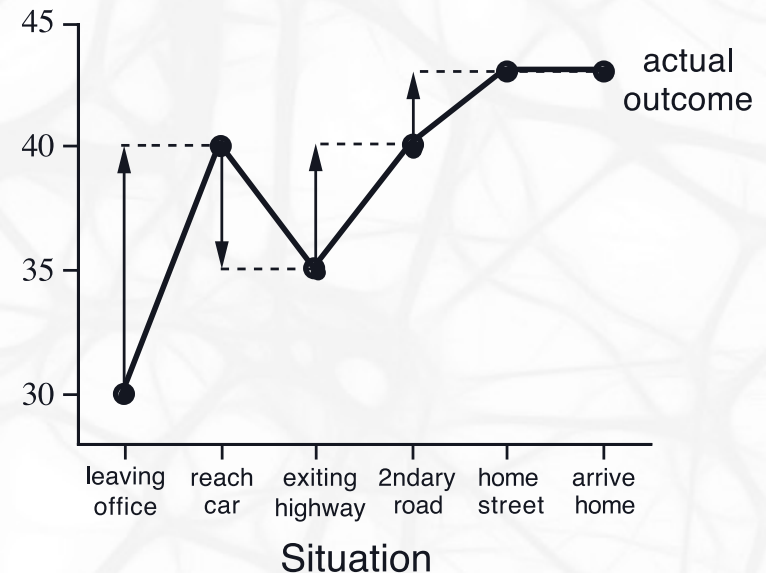 45
40
35
30
actual
outcome
leaving
office
reach
car
exiting
highway
2ndary
road
home
street
arrive
home
Situation